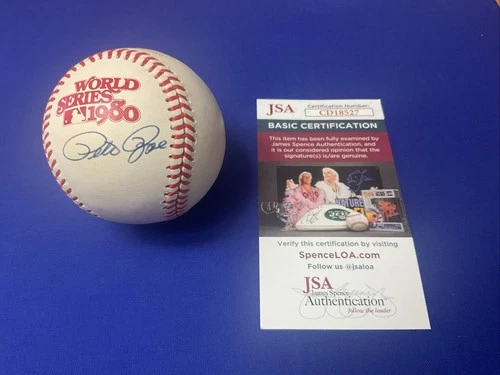 WORLD
SERIES
1980
Pete Rose
JSA
Certification Number:
CD18527
BASIC CERTIFICATION
This item has been fully examined by
James Spence Authentication, and
it is our considered opinion that the
signature(s) is/are genuine.
Verify this certification by visiting
SpenceLOA.com
Follow us @jsaloa
JSA
James Spence
Authentication
follow the leader